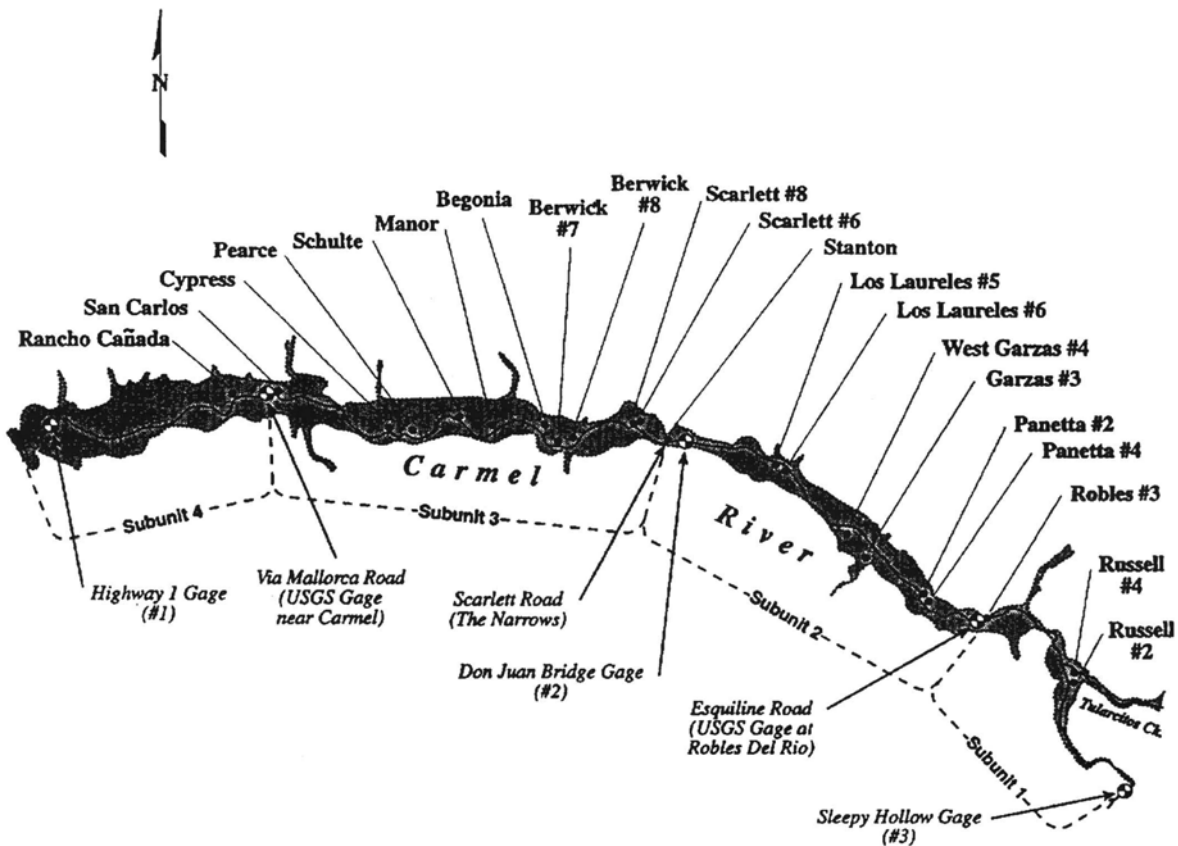 N
Berwick
#8
Begonia
Berwick
#7
Scarlett #8
Manor
Scarlett #6
Schulte
Stanton
Pearce
Cypress
Los Laureles #5
San Carlos
Los Laureles #6
Rancho Cañada
West Garzas #4
Garzas #3
Panetta #2
Panetta #4
Carmel
Robles #3
River
Subunit 4
Subunit 3
Russell
#4
Highway 1 Gage
(#1)
Via Mallorca Road
(USGS Gage
near Carmel)
Scarlett Road
(The Narrows)
Subunit 2
Russell
#2
Don Juan Bridge Gage
(#2)
Tularcitos Ck.
Esquiline Road
(USGS Gage at
Robles Del Rio)
Subunit 1
Sleepy Hollow Gage
(#3)